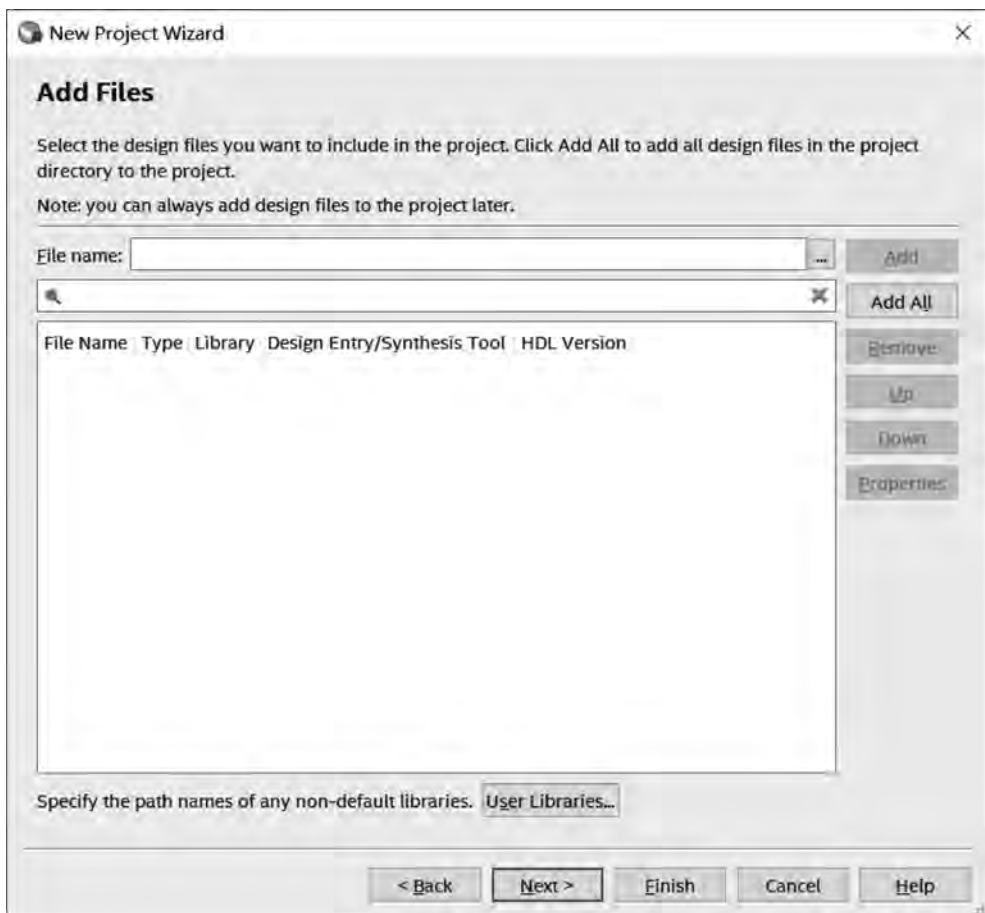 New Project Wizard
Add Files
Select the design files you want to include in the project. Click Add All to add all design files in the project
directory to the project.
Note: you can always add design files to the project later.
File name:
...
Add
Add All
File Name Type Library Design Entry/Synthesis Tool HDL Version
Remove
Up
Down
Properties
Specify the path names of any non-default libraries. User Libraries...
< Back Next > Finish Cancel Help